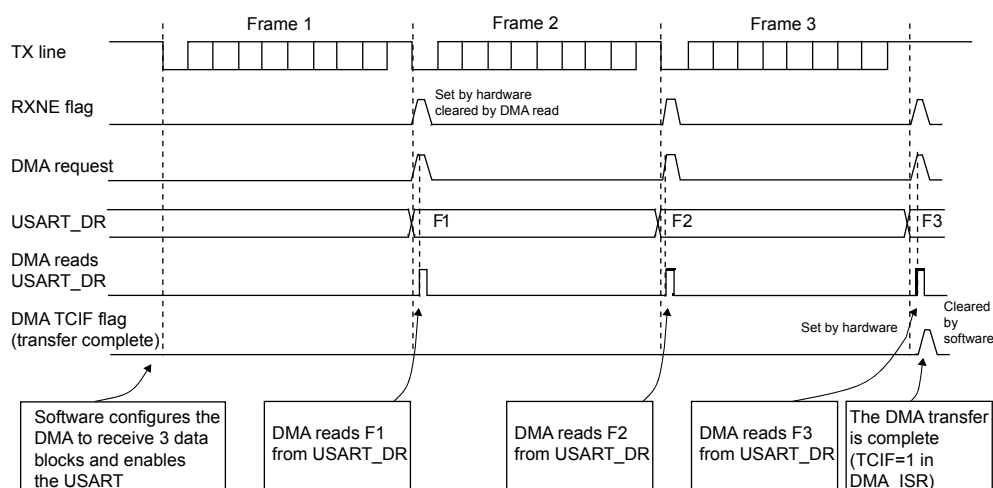 Frame 1
Frame 2
Frame 3
TX line
Set by hardware
cleared by DMA read
RXNE flag
DMA request
USART_DR
F1
F2
F3
DMA reads
USART_DR
DMA TCIF flag
(transfer complete)
Set by hardware
Cleared
by
software
Software configures the
DMA to receive 3 data
blocks and enables
the USART
DMA reads F1
from USART_DR
DMA reads F2
from USART_DR
DMA reads F3
from USART_DR
The DMA transfer
is complete
(TCIF=1 in
DMA_ISR)